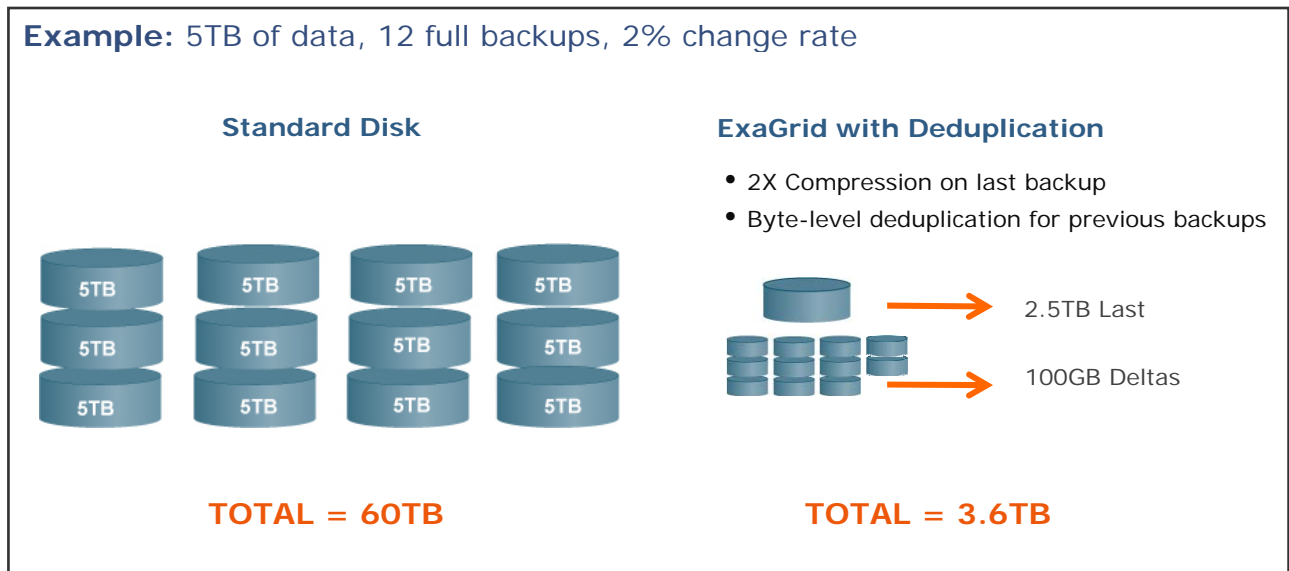 Example: 5TB of data, 12 full backups, 2% change rate
Standard Disk
5TB 5TB 5TB 5TB
5TB 5TB 5TB 5TB
5TB 5TB 5TB 5TB
TOTAL = 60TB
ExaGrid with Deduplication
• 2X Compression on last backup
• Byte-level deduplication for previous backups
2.5TB Last
100GB Deltas
TOTAL = 3.6TB